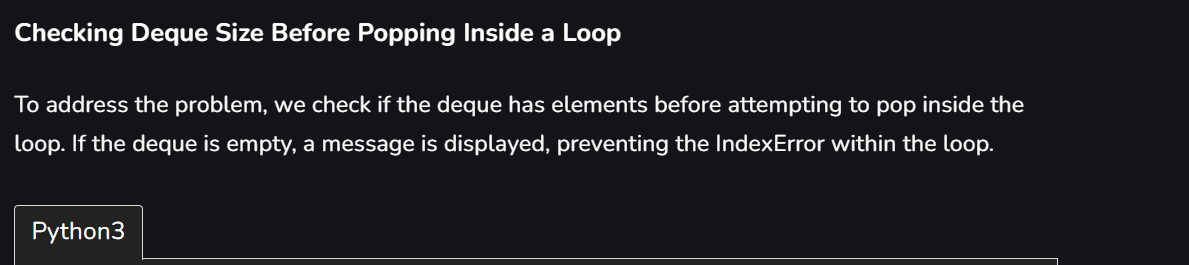 Checking Deque Size Before Popping Inside a Loop
To address the problem, we check if the deque has elements before attempting to pop inside the
loop. If the deque is empty, a message is displayed, preventing the IndexError within the loop.
Python3